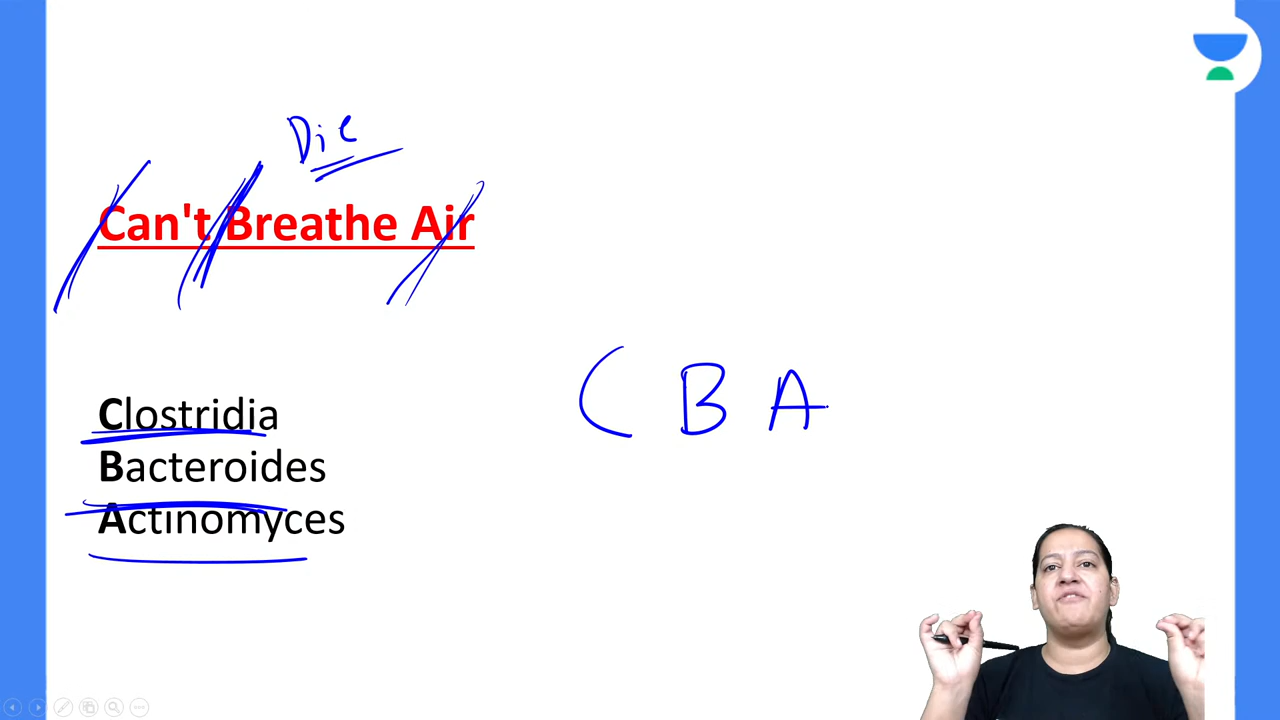 Die
Can't Breathe Air
C B A
Clostridia
Bacteroides
Actinomyces